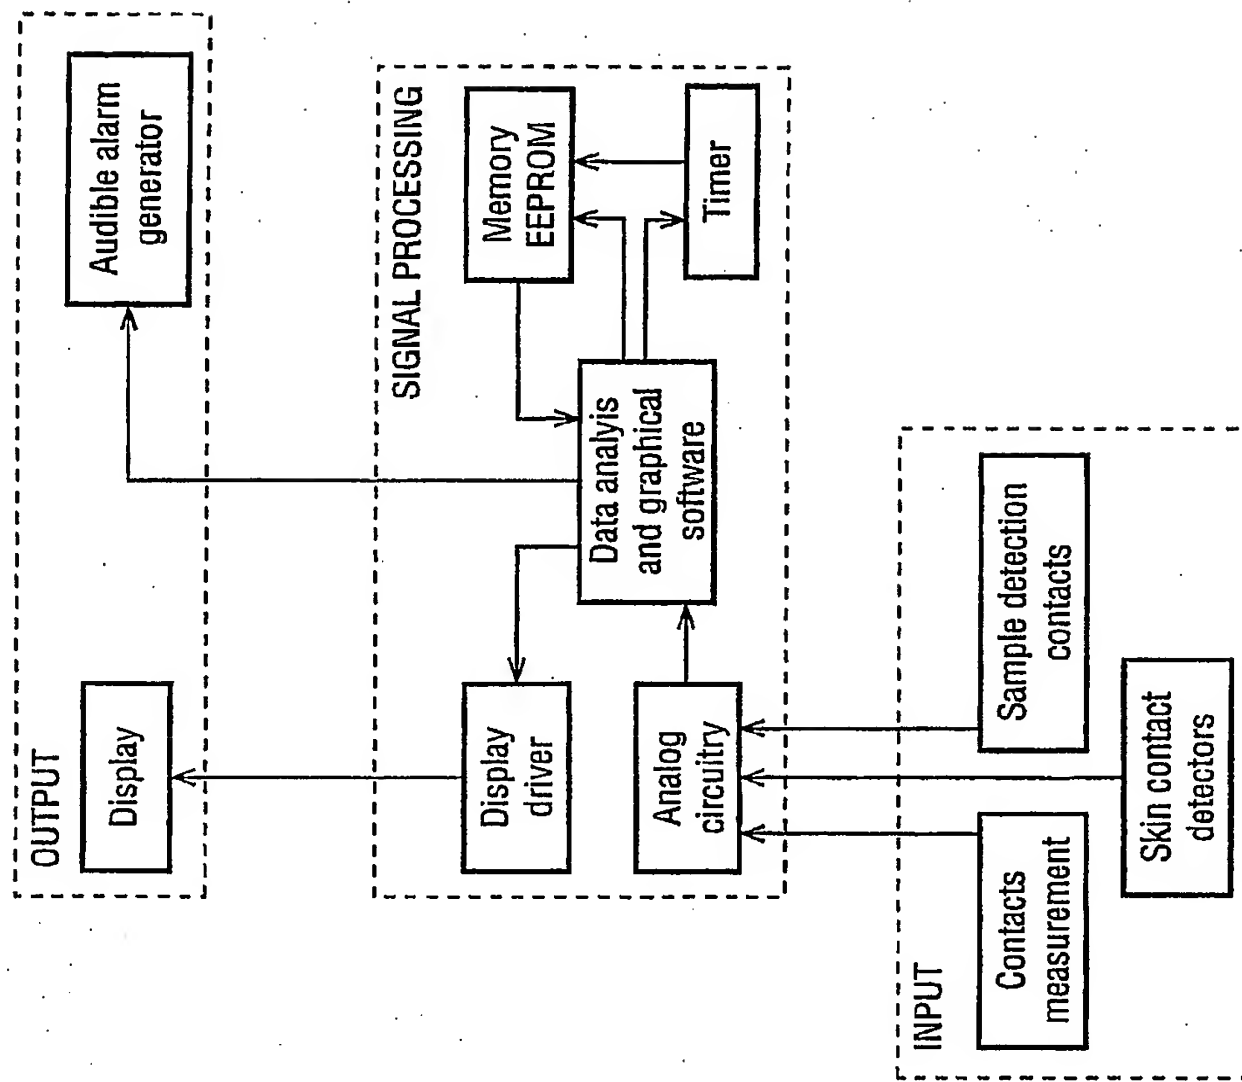 OUTPUT
Display
Audible alarm
generator
SIGNAL PROCESSING
Display
driver
Memory
EEPROM
Data analyis
and graphical
software
Analog
circuitry
Timer
INPUT
Contacts
measurement
Sample detection
contacts
Skin contact
detectors